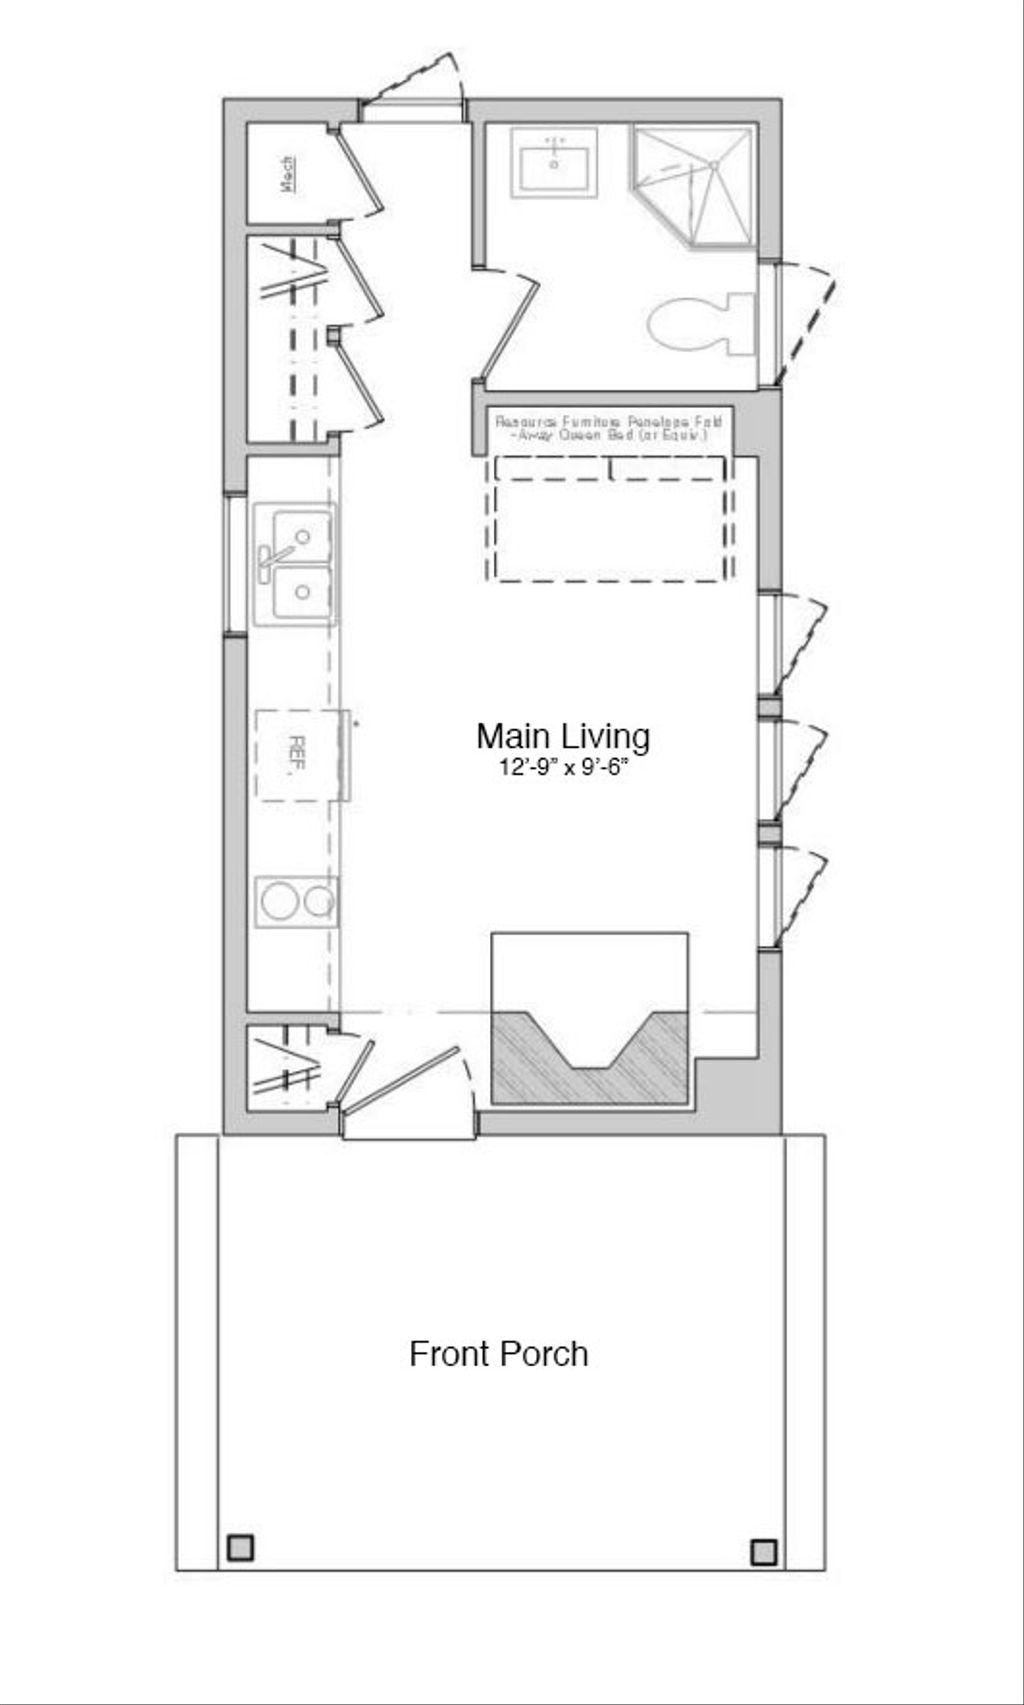 Mech
Resource Furniture Penelope Fold
-Away Queen Bed (or Equiv.)
REF.
Main Living
12'-9" x 9'-6"
Front Porch